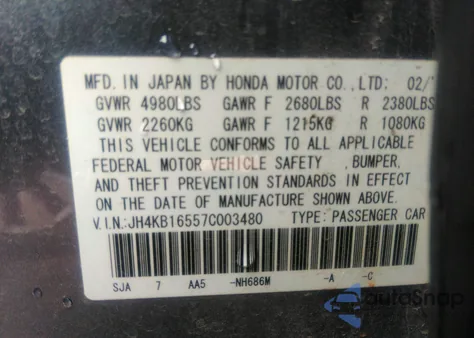 MFD. IN JAPAN BY HONDA MOTOR CO., LTD: 02/
GVWR 4980LBS GAWR F 2680LBS R 2380LBS
GVWR 2260KG GAWR F 1215KG R 1080KG
THIS VEHICLE CONFORMS TO ALL APPLICABLE
FEDERAL MOTOR VEHICLE SAFETY ,BUMPER,
AND THEFT PREVENTION STANDARDS IN EFFECT
ON THE DATE OF MANUFACTURE SHOWN ABOVE.
V.I.N:JH4KB16557C003480 TYPE: PASSENGER CAR
SJA 7 AA5 -NH686M -A -C
autoSnap